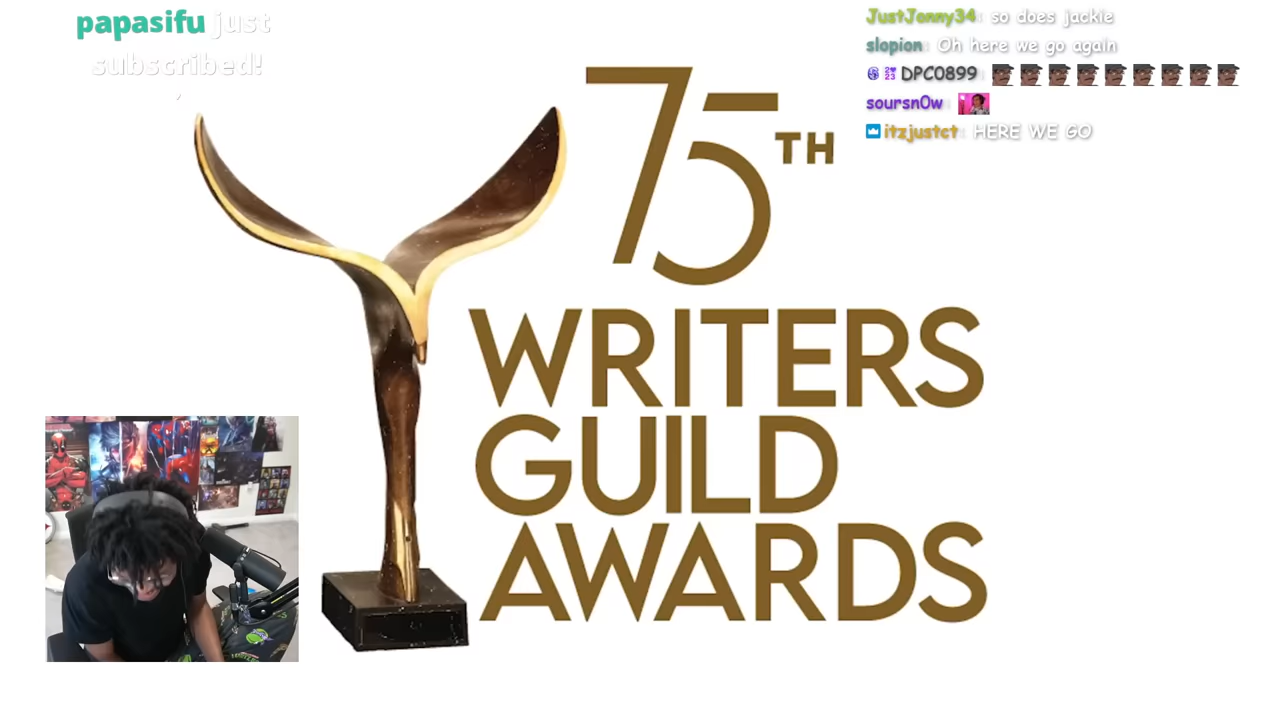 papasifu just
subscribed!
JustJonny34: so does jackie
slopion: Oh here we go again
DPC0899:
soursn0w:
itzjustct: HERE WE GO
75TH
WRITERS
GUILD
AWARDS